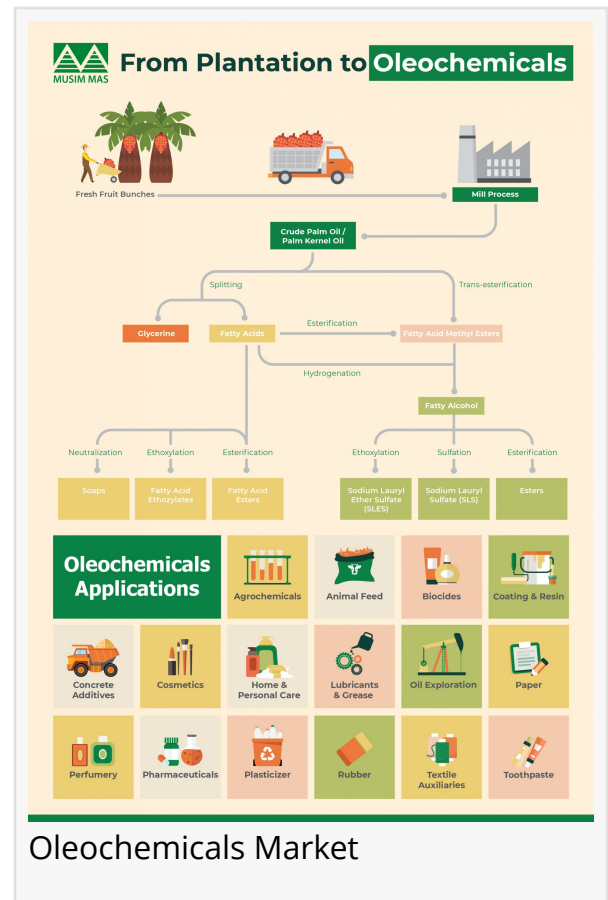 MUSIM MAS
From Plantation to Oleochemicals
Fresh Fruit Bunches
Mill Process
Crude Palm Oil /
Palm Kernel Oil
Splitting
Trans-esterification
Glycerine
Fatty Acids
Esterification
Fatty Acid Methyl Esters
Hydrogenation
Fatty Alcohol
Neutralization
Ethoxylation
Esterification
Ethoxylation
Sulfation
Esterification
Soaps
Fatty Acid
Ethozylates
Fatty Acid
Esters
Sodium Lauryl
Ether Sulfate
(SLES)
Sodium Lauryl
Sulfate (SLS)
Esters
Oleochemicals
Applications
Agrochemicals
Animal Feed
Biocides
Coating & Resin
Concrete
Additives
Cosmetics
Home &
Personal Care
Lubricants
& Grease
Oil Exploration
Paper
Perfumery
Pharmaceuticals
Plasticizer
Rubber
Textile
Auxiliaries
Toothpaste
Oleochemicals Market